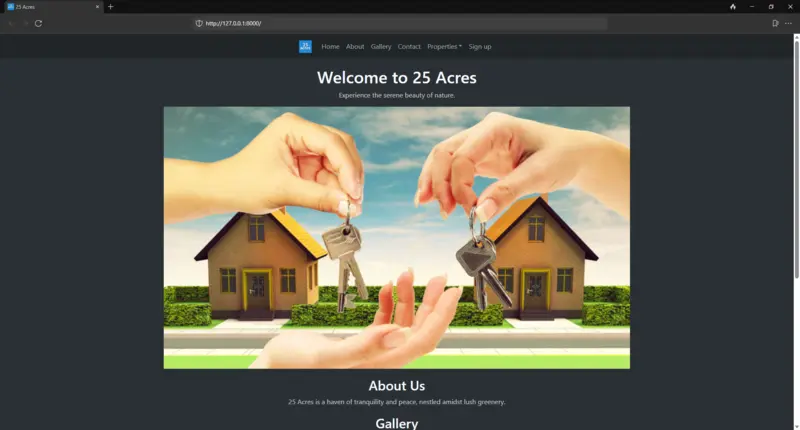 25 Acres
http://127.0.0.1:8000/
25 ACRES
Home About Gallery Contact Properties Sign up
Welcome to 25 Acres
Experience the serene beauty of nature.
About Us
25 Acres is a haven of tranquility and peace, nestled amidst lush greenery.
Gallery